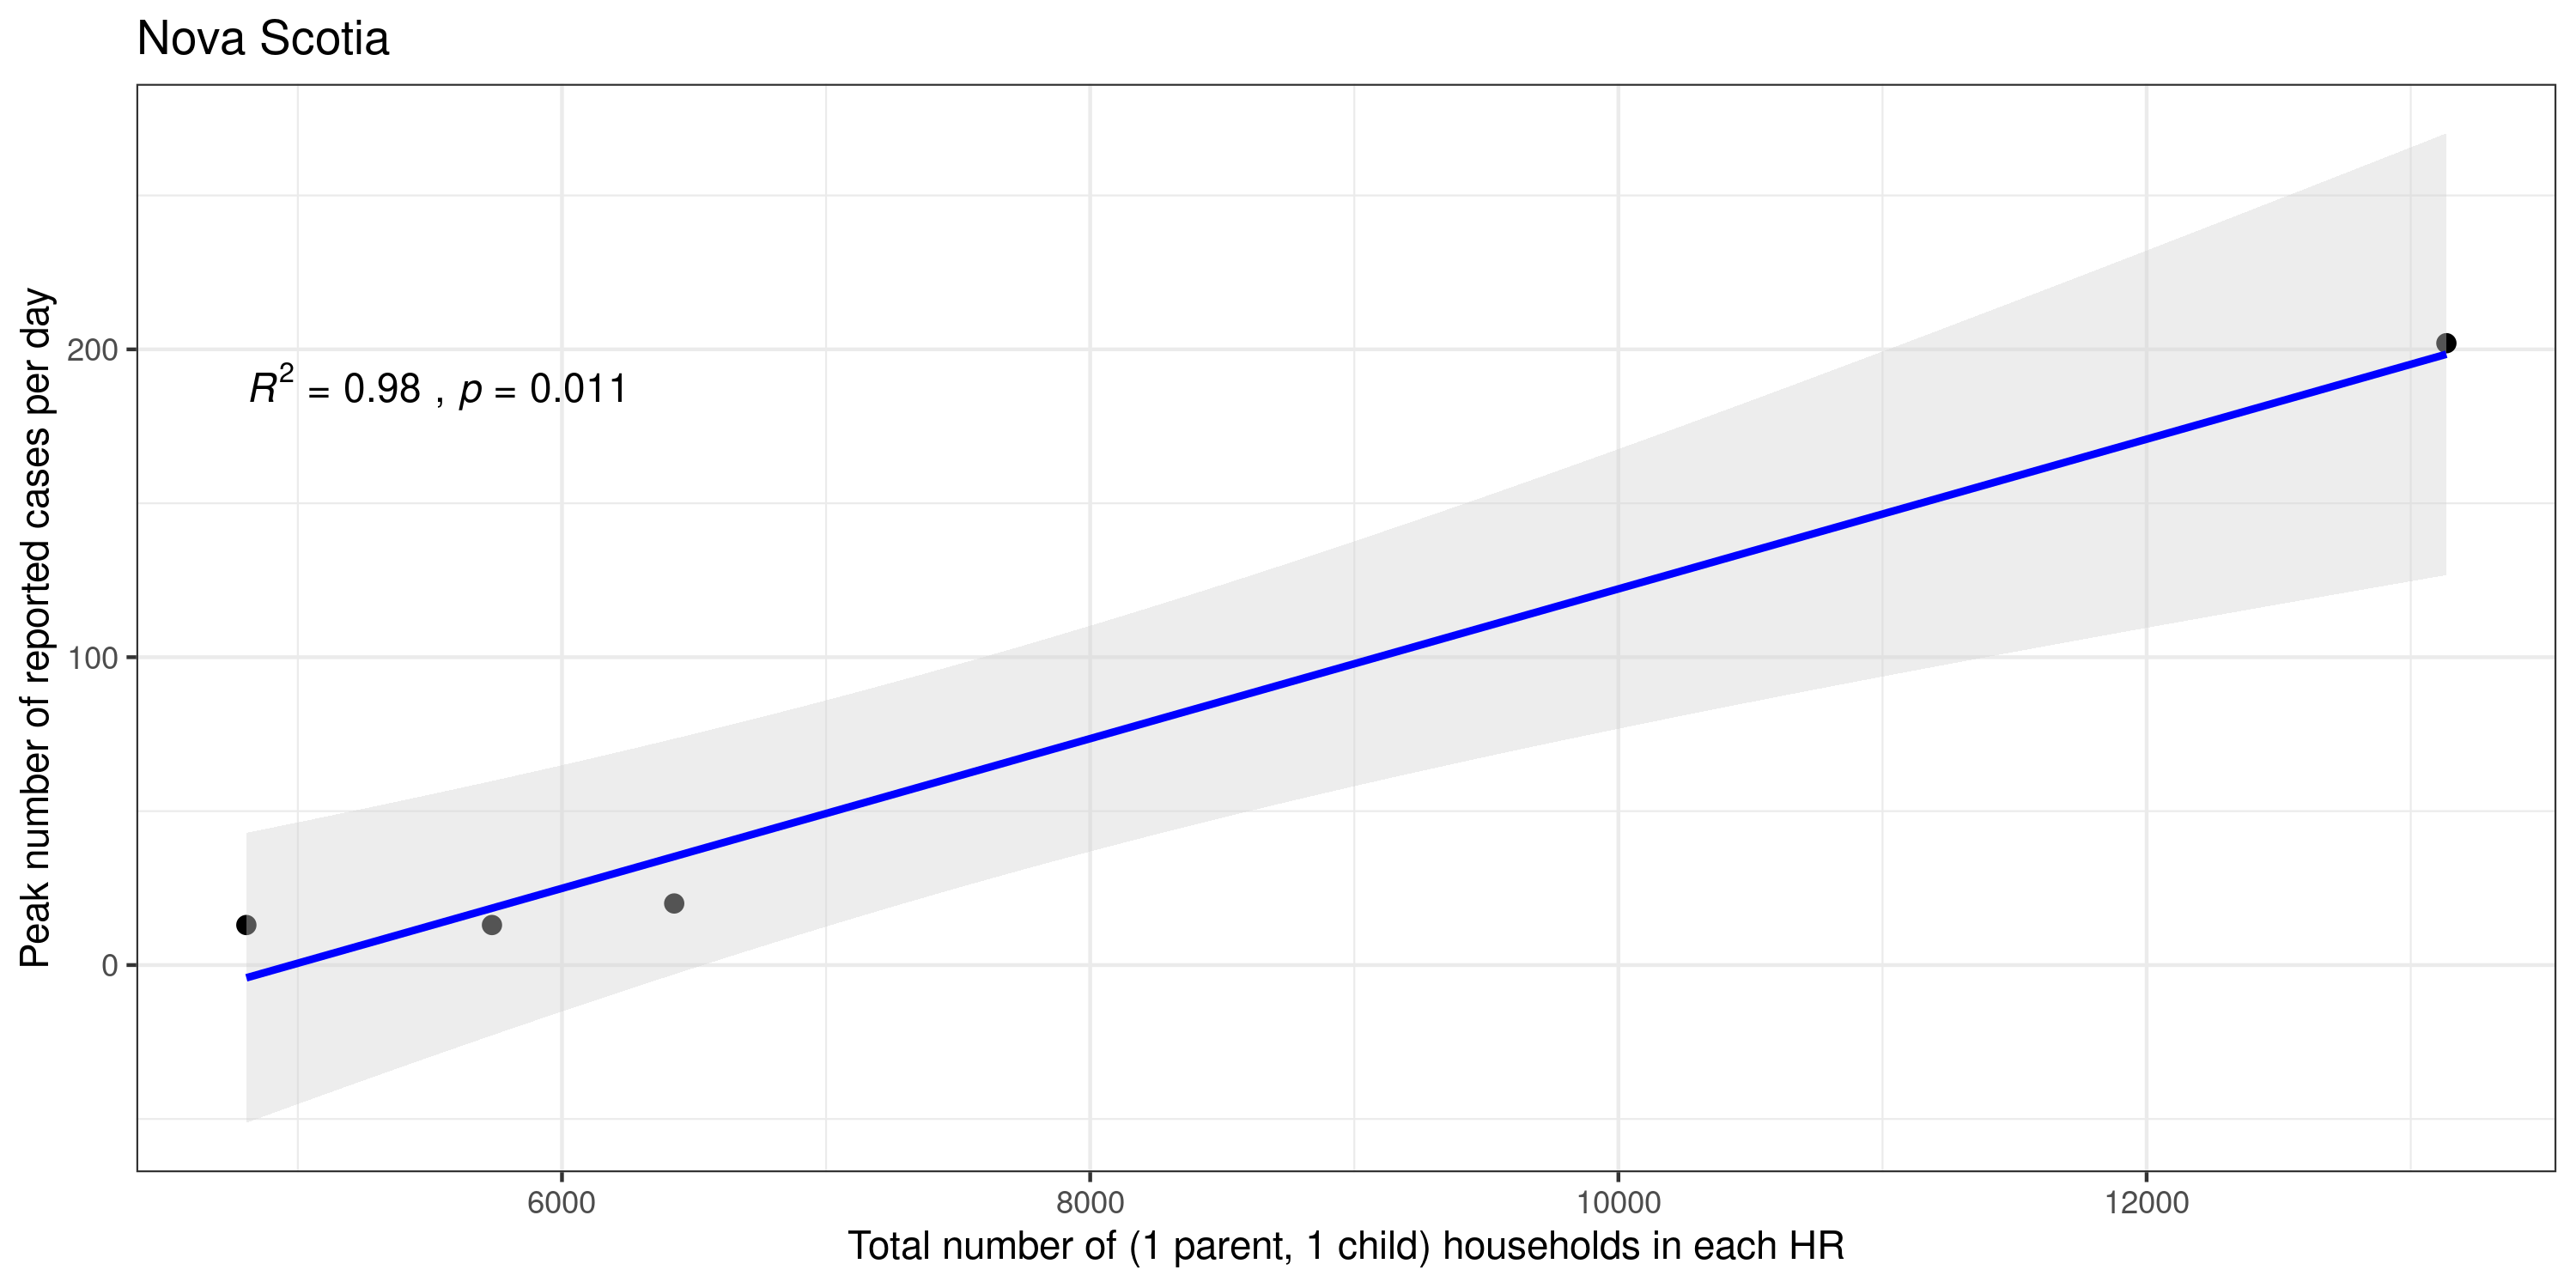 Nova Scotia
Peak number of reported cases per day
200
100
0
R² = 0.98 , p = 0.011
6000 8000 10000 12000
Total number of (1 parent, 1 child) households in each HR